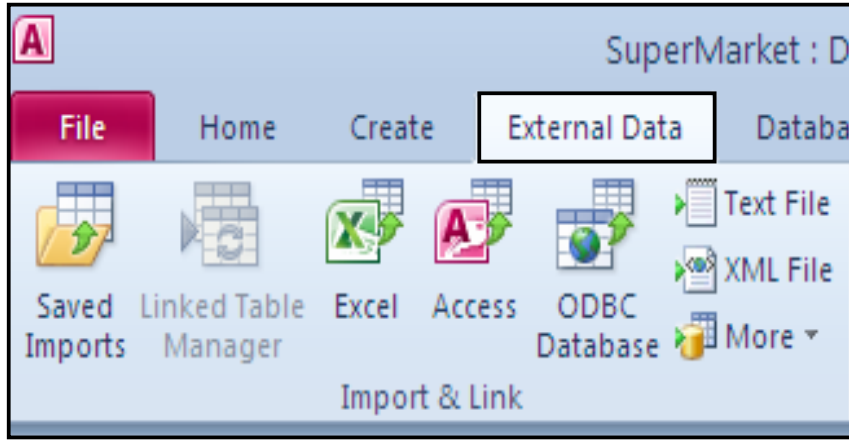 SuperMarket : D
File Home Create External Data Databa
Saved Imports
Linked Table Manager
Excel
Access
ODBC Database
Text File
XML File
More
Import & Link